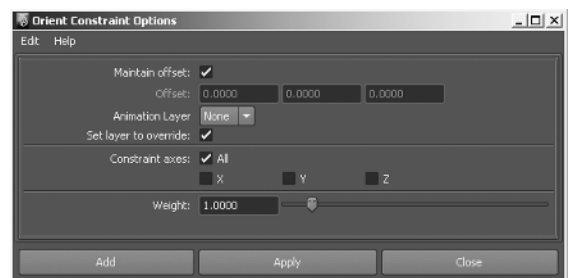 Orient Constraint Options
Edit Help
Maintain offset:
Offset: 0.0000 0.0000 0.0000
Animation Layer None
Set layer to override:
Constraint axes: All
X Y Z
Weight: 1.0000
Add Apply Close